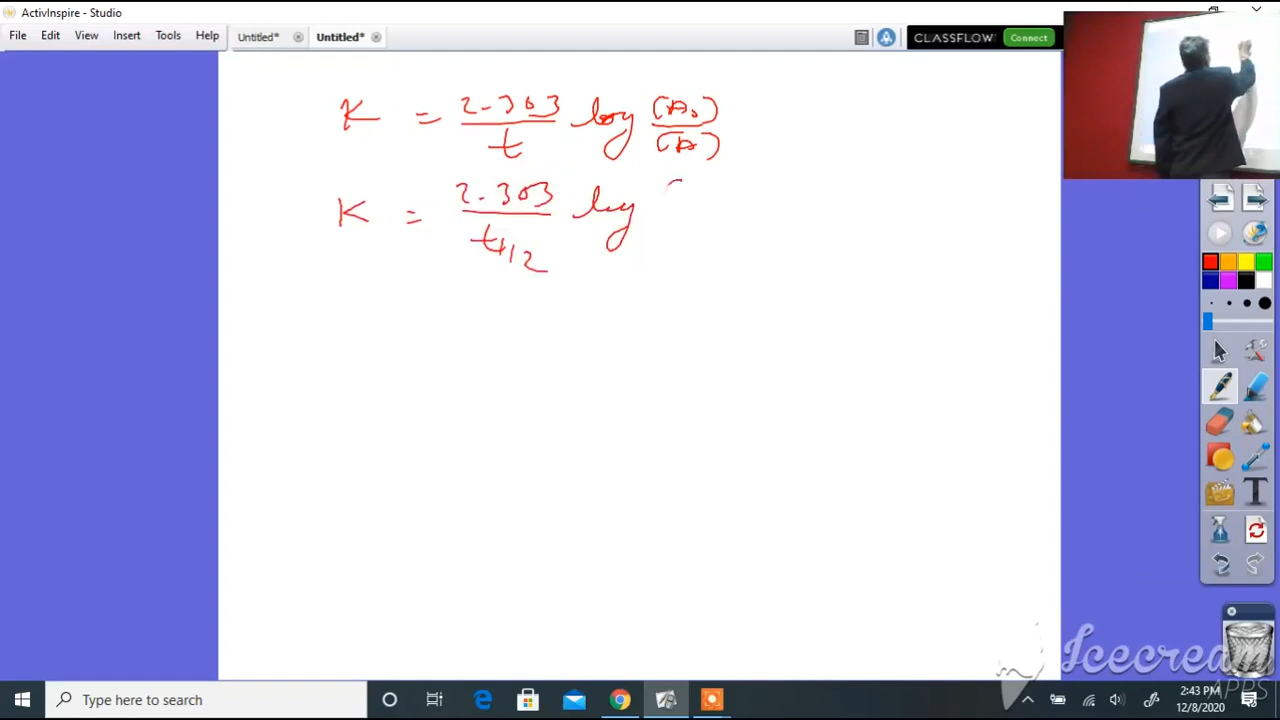 ActivInspire - Studio
File Edit View Insert Tools Help Untitled* Untitled* CLASSFLOW Connect
K = 2.303/t log [A₀]/[A]
K = 2.303/t1/2 log
T
Type here to search
Icecream
APPS
2:43 PM
12/8/2020